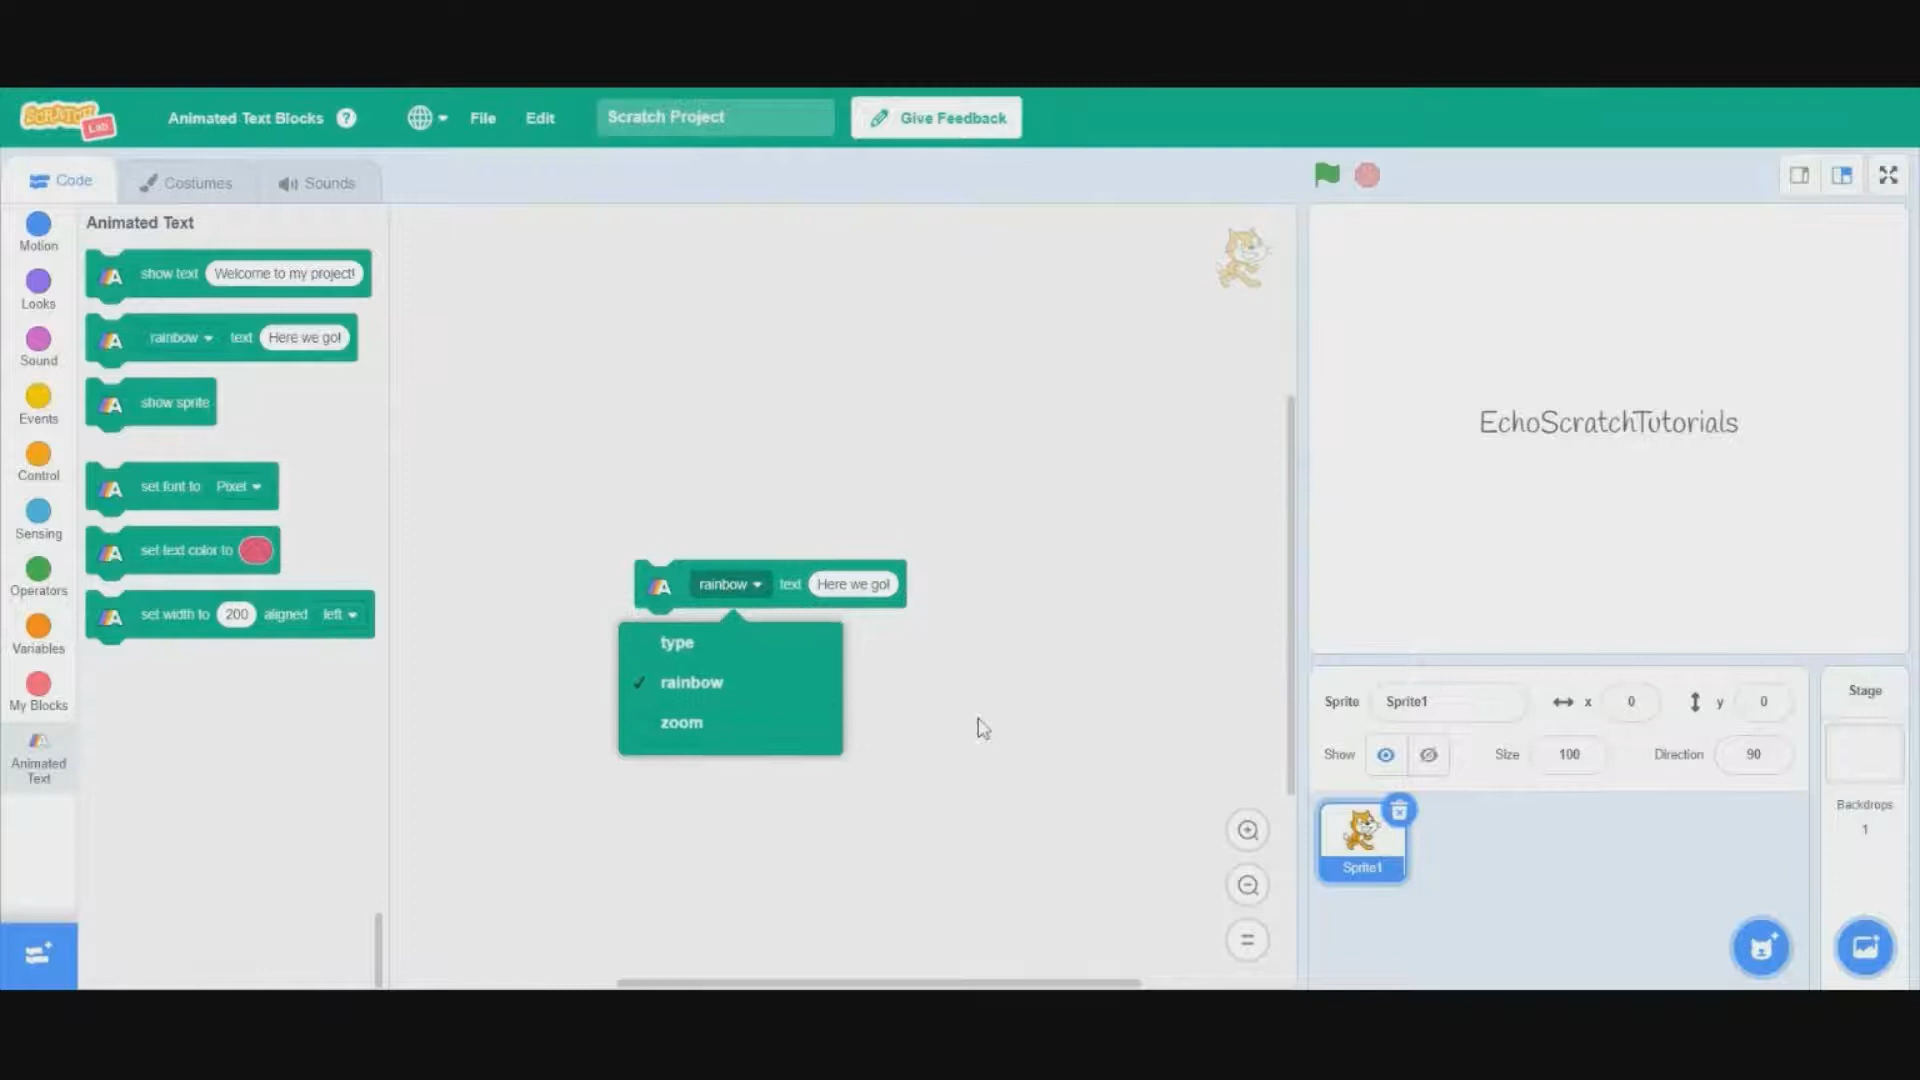 SCRATCH Lab
Animated Text Blocks ?
File Edit
Scratch Project
Give Feedback
Code
Costumes
Sounds
Motion
Looks
Sound
Events
Control
Sensing
Operators
Variables
My Blocks
Animated
Text
Animated Text
show text Welcome to my project!
rainbow text Here we go!
show sprite
set font to Pixel
set text color to
set width to 200 aligned left
rainbow text Here we go!
type
rainbow
zoom
EchoScratchTutorials
Sprite Sprite1 x 0 y 0
Show Size 100 Direction 90
Sprite1
Stage
Backdrops
1